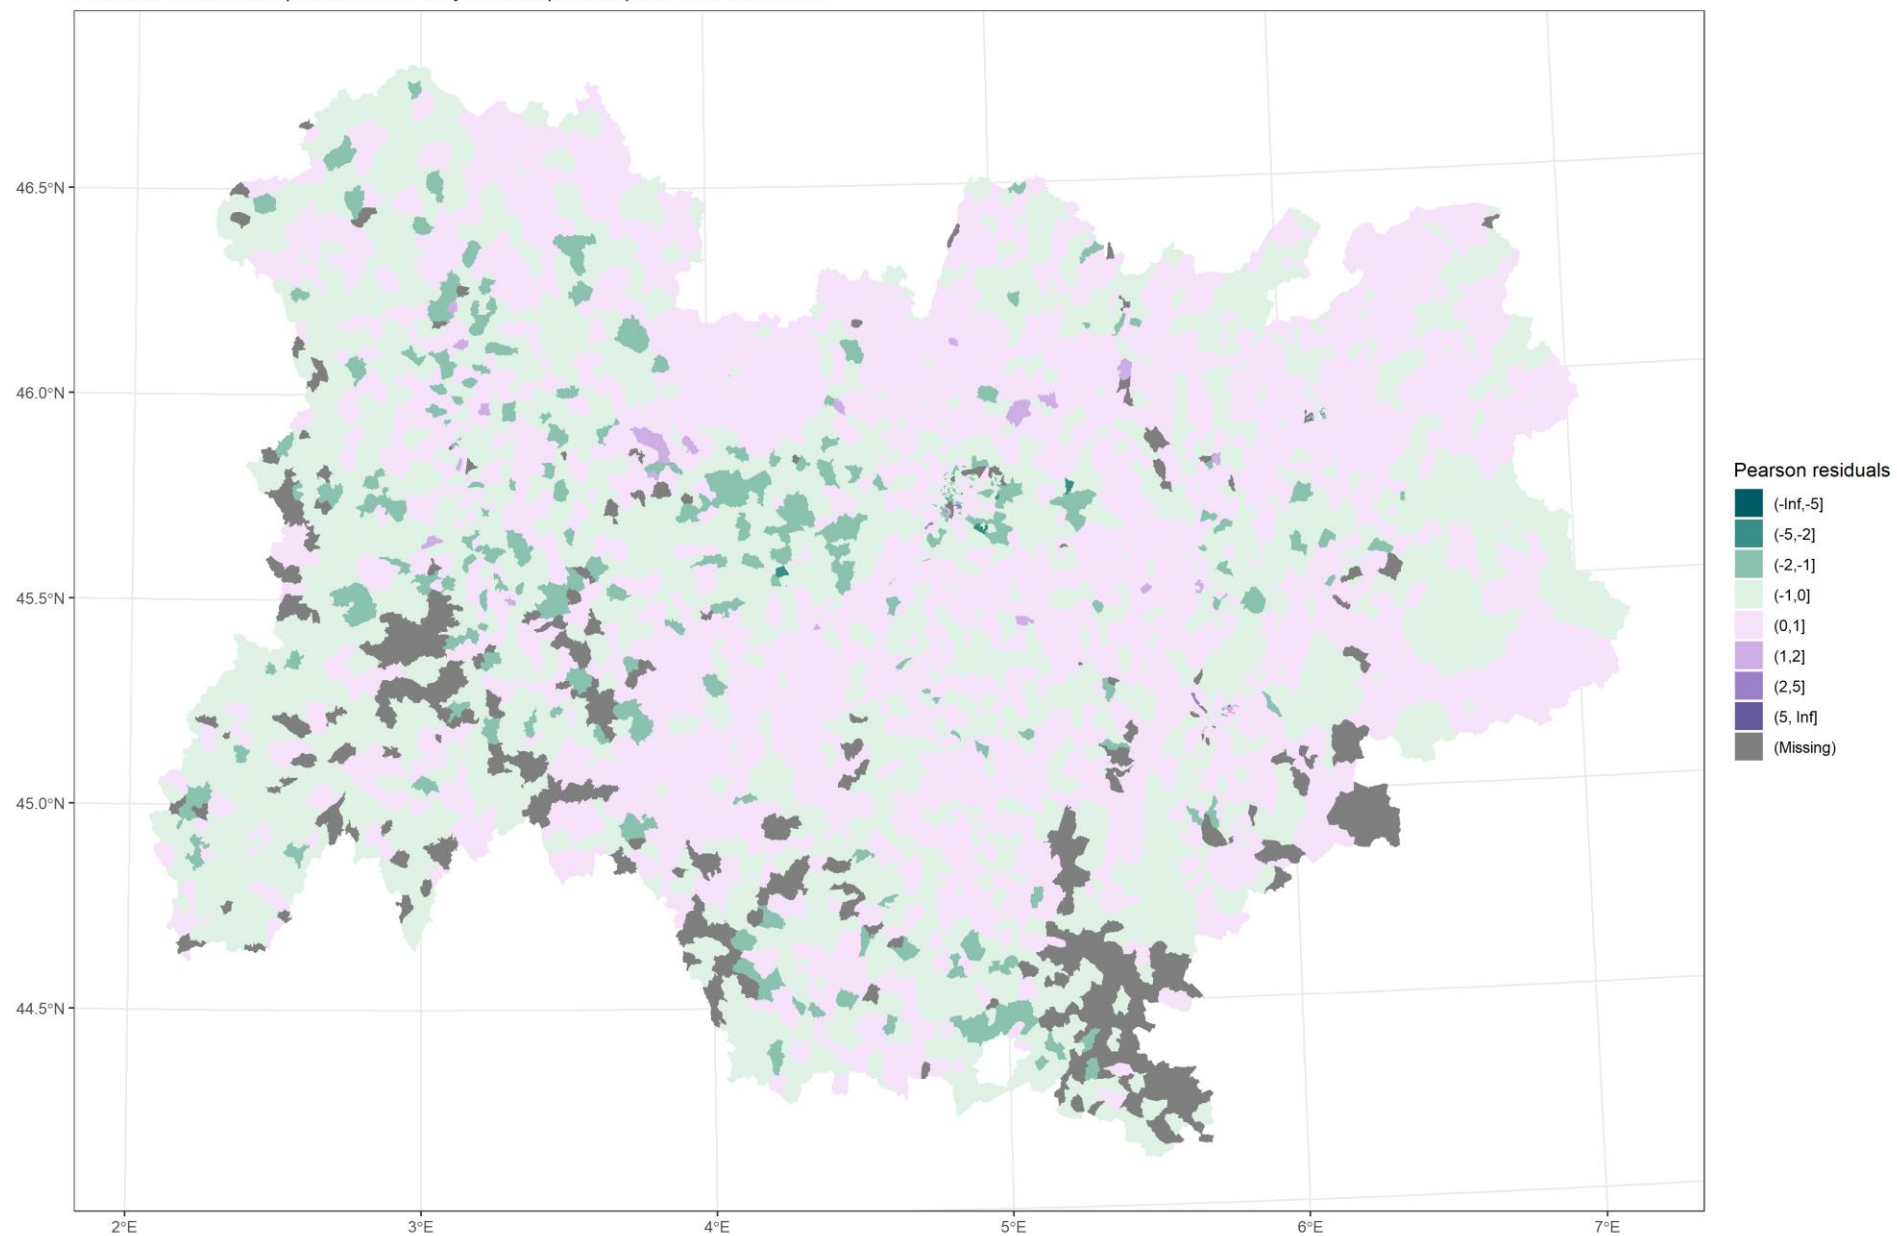 46.5°N
46.0°N
45.5°N
45.0°N
44.5°N
2°E
3°E
4°E
5°E
6°E
7°E
Pearson residuals
(-Inf,-5]
(-5,-2]
(-2,-1]
(-1,0]
(0,1]
(1,2]
(2,5]
(5, Inf]
(Missing)